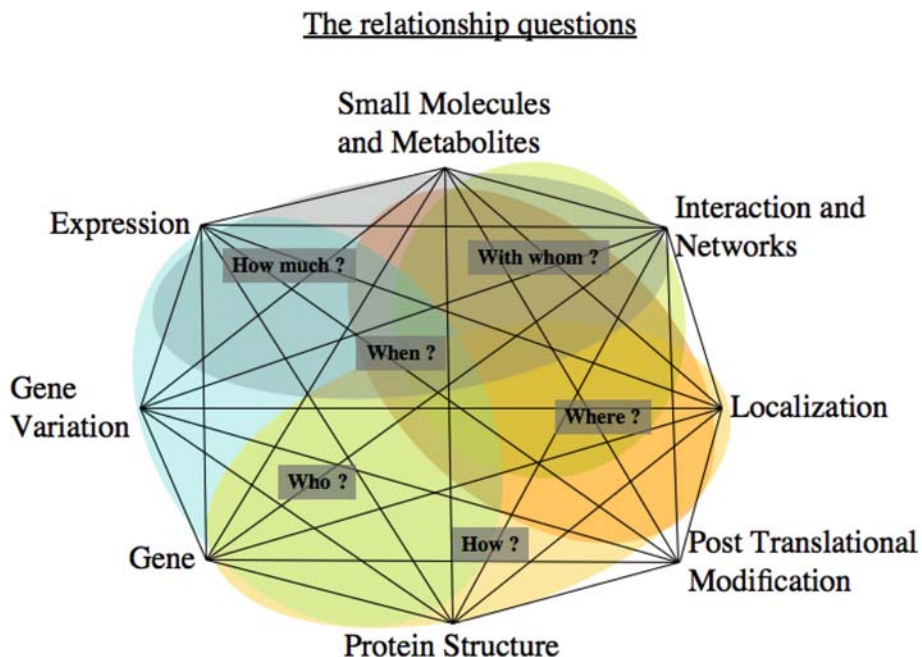 The relationship questions
Small Molecules
and Metabolites
Expression
Interaction and
Networks
How much ?
With whom ?
When ?
Gene
Variation
Where ?
Localization
Who ?
How ?
Gene
Post Translational
Modification
Protein Structure